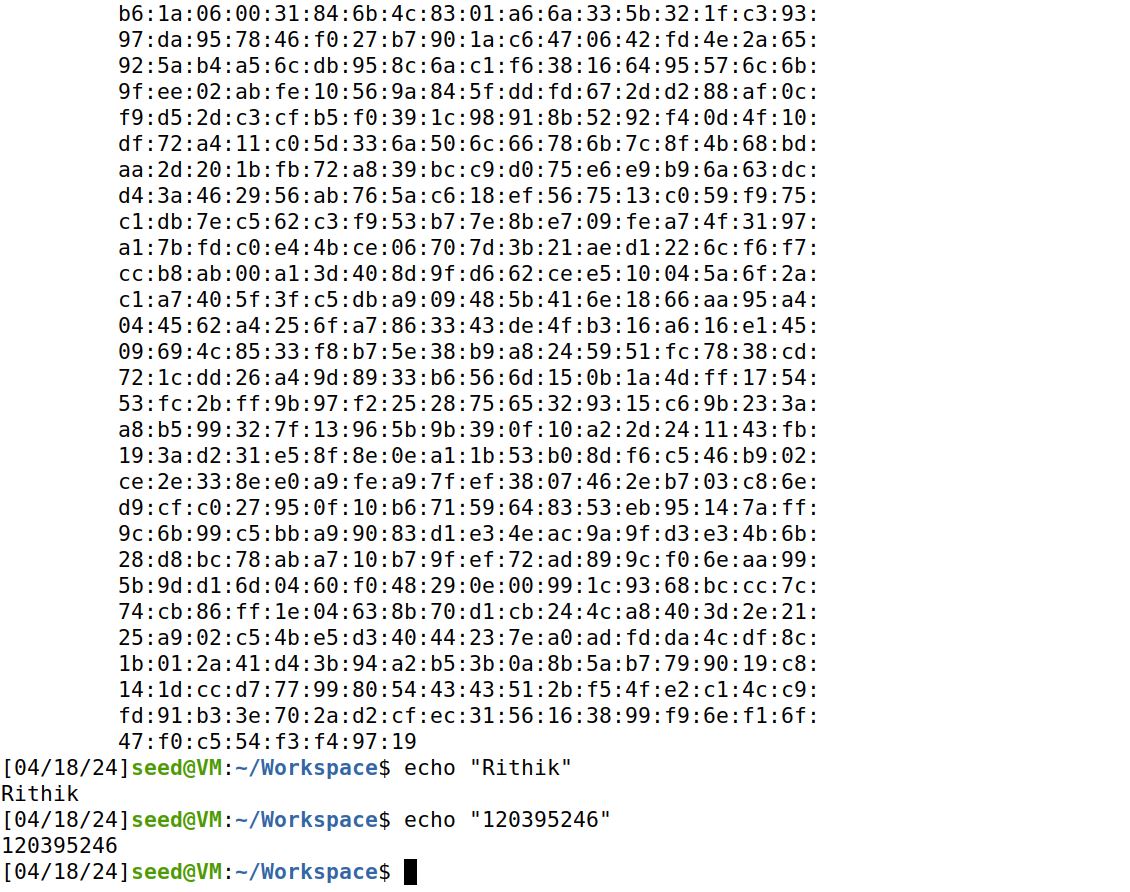 b6:1a:06:00:31:84:6b:4c:83:01:a6:6a:33:5b:32:1f:c3:93:
97:da:95:78:46:f0:27:b7:90:1a:c6:47:06:42:fd:4e:2a:65:
92:5a:b4:a5:6c:db:95:8c:6a:c1:f6:38:16:64:95:57:6c:6b:
9f:ee:02:ab:fe:10:56:9a:84:5f:dd:fd:67:2d:d2:88:af:0c:
f9:d5:2d:c3:cf:b5:f0:39:1c:98:91:8b:52:92:f4:0d:4f:10:
df:72:a4:11:c0:5d:33:6a:50:6c:66:78:6b:7c:8f:4b:68:bd:
aa:2d:20:1b:fb:72:a8:39:bc:c9:d0:75:e6:e9:b9:6a:63:dc:
d4:3a:46:29:56:ab:76:5a:c6:18:ef:56:75:13:c0:59:f9:75:
c1:db:7e:c5:62:c3:f9:53:b7:7e:8b:e7:09:fe:a7:4f:31:97:
a1:7b:fd:c0:e4:4b:ce:06:70:7d:3b:21:ae:d1:22:6c:f6:f7:
cc:b8:ab:00:a1:3d:40:8d:9f:d6:62:ce:e5:10:04:5a:6f:2a:
c1:a7:40:5f:3f:c5:db:a9:09:48:5b:41:6e:18:66:aa:95:a4:
04:45:62:a4:25:6f:a7:86:33:43:de:4f:b3:16:a6:16:e1:45:
09:69:4c:85:33:f8:b7:5e:38:b9:a8:24:59:51:fc:78:38:cd:
72:1c:dd:26:a4:9d:89:33:b6:56:6d:15:0b:1a:4d:ff:17:54:
53:fc:2b:ff:9b:97:f2:25:28:75:65:32:93:15:c6:9b:23:3a:
a8:b5:99:32:7f:13:96:5b:9b:39:0f:10:a2:2d:24:11:43:fb:
19:3a:d2:31:e5:8f:8e:0e:a1:1b:53:b0:8d:f6:c5:46:b9:02:
ce:2e:33:8e:e0:a9:fe:a9:7f:ef:38:07:46:2e:b7:03:c8:6e:
d9:cf:c0:27:95:0f:10:b6:71:59:64:83:53:eb:95:14:7a:ff:
9c:6b:99:c5:bb:a9:90:83:d1:e3:4e:ac:9a:9f:d3:e3:4b:6b:
28:d8:bc:78:ab:a7:10:b7:9f:ef:72:ad:89:9c:f0:6e:aa:99:
5b:9d:d1:6d:04:60:f0:48:29:0e:00:99:1c:93:68:bc:cc:7c:
74:cb:86:ff:1e:04:63:8b:70:d1:cb:24:4c:a8:40:3d:2e:21:
25:a9:02:c5:4b:e5:d3:40:44:23:7e:a0:ad:fd:da:4c:df:8c:
1b:01:2a:41:d4:3b:94:a2:b5:3b:0a:8b:5a:b7:79:90:19:c8:
14:1d:cc:d7:77:99:80:54:43:43:51:2b:f5:4f:e2:c1:4c:c9:
fd:91:b3:3e:70:2a:d2:cf:ec:31:56:16:38:99:f9:6e:f1:6f:
47:f0:c5:54:f3:f4:97:19
[04/18/24]seed@VM:~/Workspace$ echo "Rithik"
Rithik
[04/18/24]seed@VM:~/Workspace$ echo "120395246"
120395246
[04/18/24]seed@VM:~/Workspace$